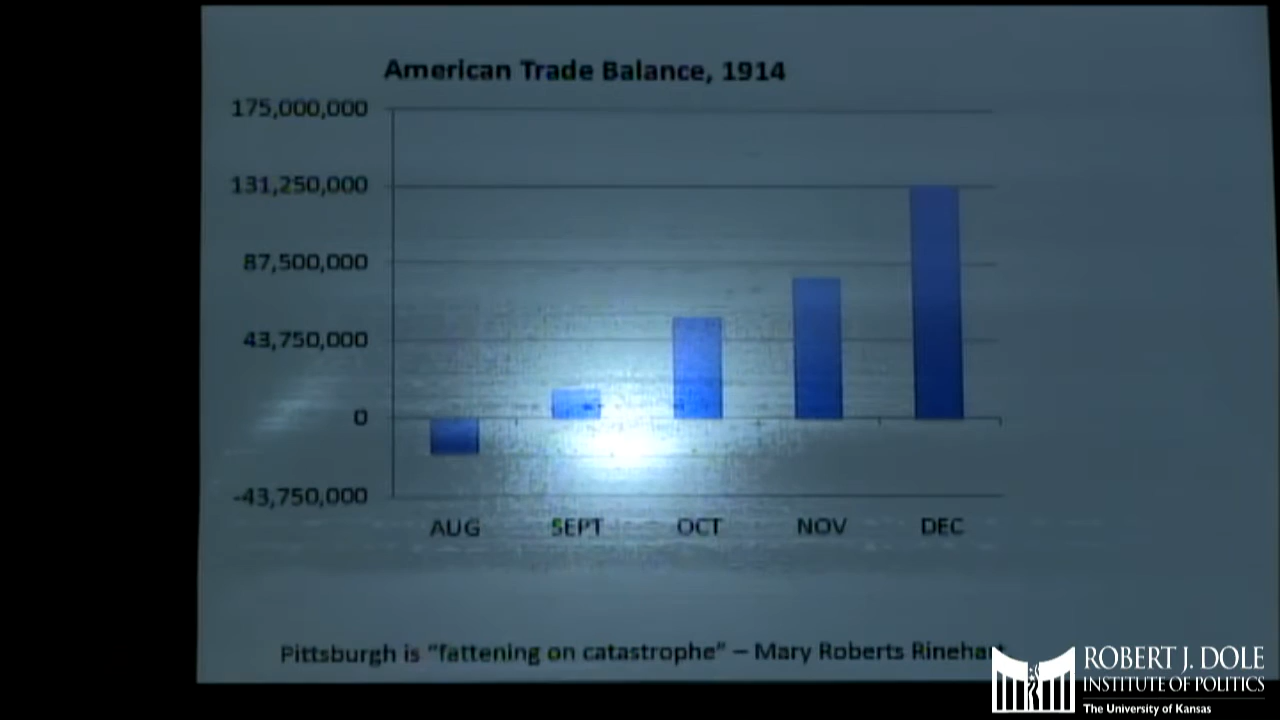 American Trade Balance, 1914
175,000,000
131,250,000
87,500,000
43,750,000
0
-43,750,000
AUG SEPT OCT NOV DEC
Pittsburgh is “fattening on catastrophe” – Mary Roberts Rinehart
ROBERT J. DOLE
INSTITUTE OF POLITICS
The University of Kansas